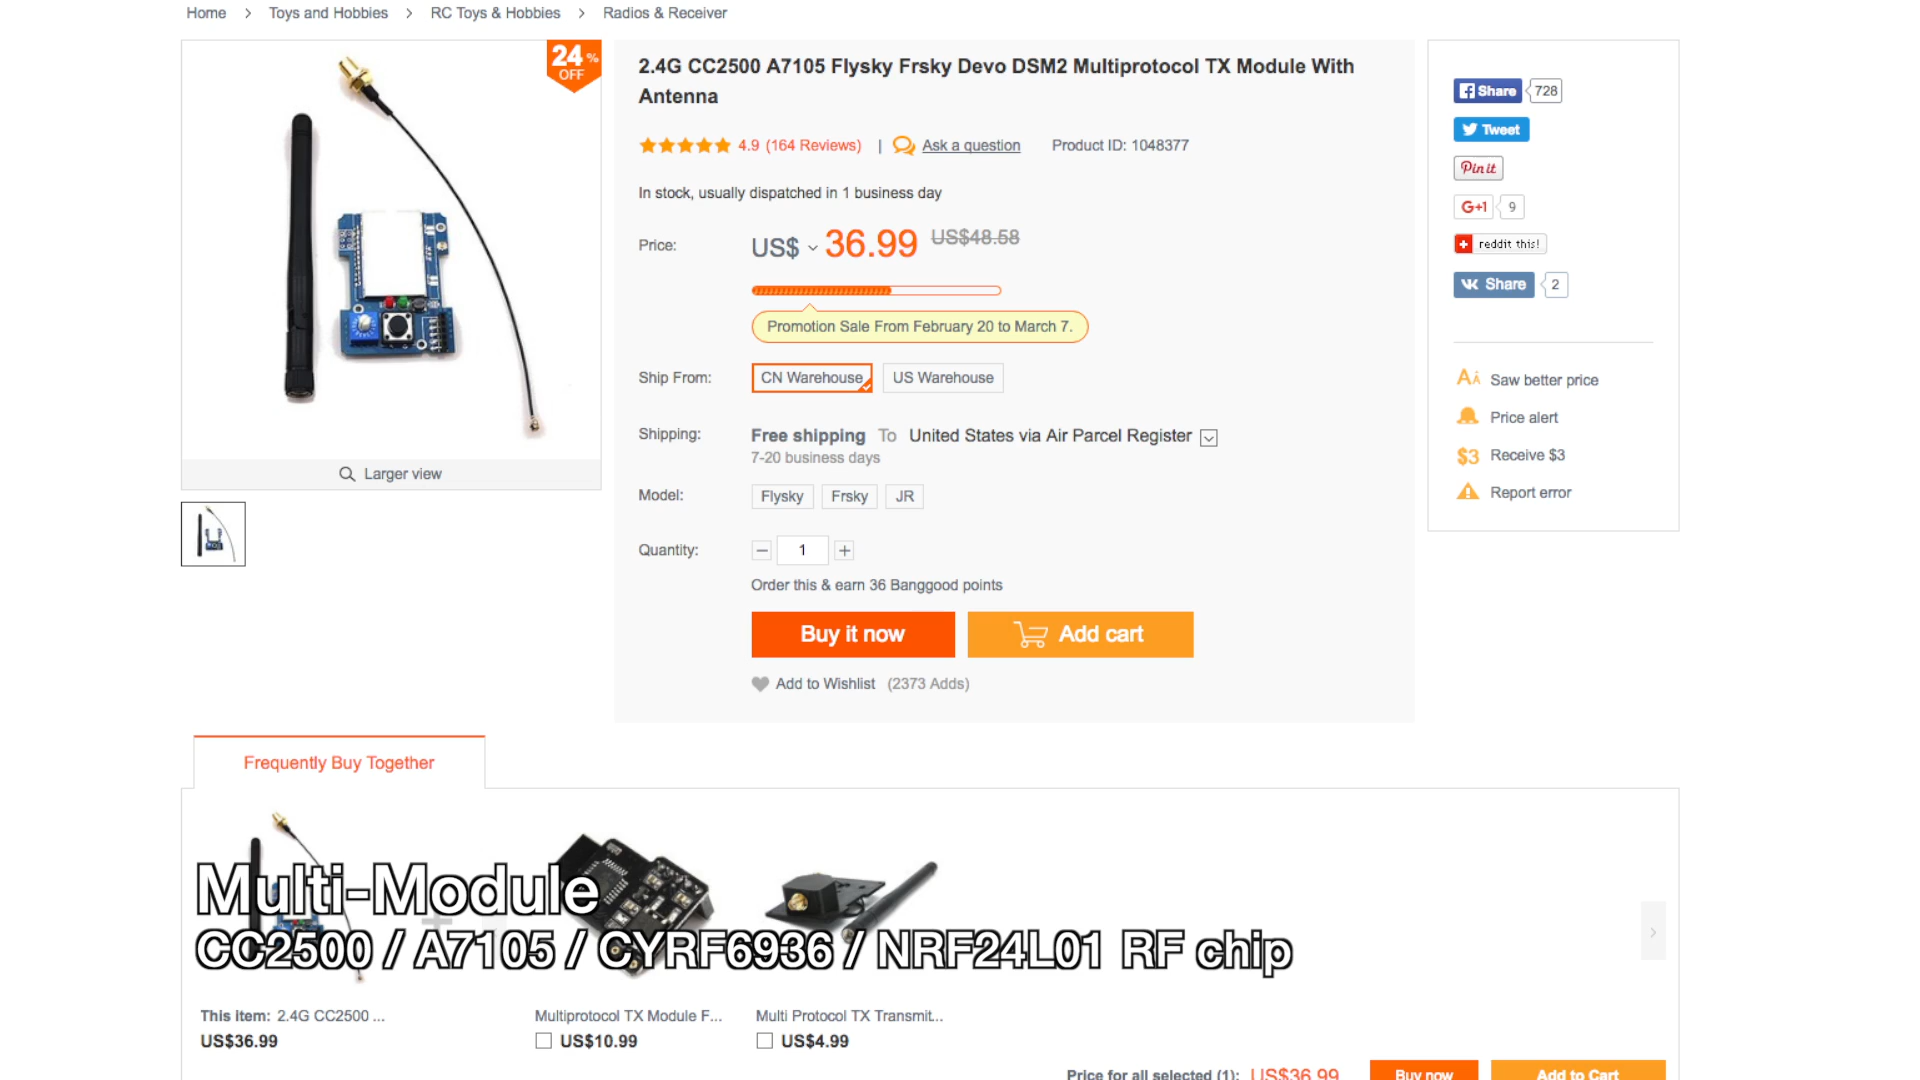 Home > Toys and Hobbies > RC Toys & Hobbies > Radios & Receiver
24 % OFF
2.4G CC2500 A7105 Flysky Frsky Devo DSM2 Multiprotocol TX Module With
Antenna
4.9 (164 Reviews) | Ask a question Product ID: 1048377
In stock, usually dispatched in 1 business day
Price: US$ 36.99 US$48.58
Promotion Sale From February 20 to March 7.
Ship From: CN Warehouse US Warehouse
Shipping: Free shipping To United States via Air Parcel Register
7-20 business days
Model: Flysky Frsky JR
Quantity: − 1 +
Order this & earn 36 Banggood points
Buy it now Add cart
Add to Wishlist (2373 Adds)
Larger view
Share 728
Tweet
Pin it
G+1 9
reddit this!
Share 2
Saw better price
Price alert
$3 Receive $3
Report error
Frequently Buy Together
Multi-Module
CC2500 / A7105 / CYRF6936 / NRF24L01 RF chip
This item: 2.4G CC2500 ...
US$36.99
Multiprotocol TX Module F...
US$10.99
Multi Protocol TX Transmit...
US$4.99
Price for all selected (1): US$36.99 Buy now Add to Cart